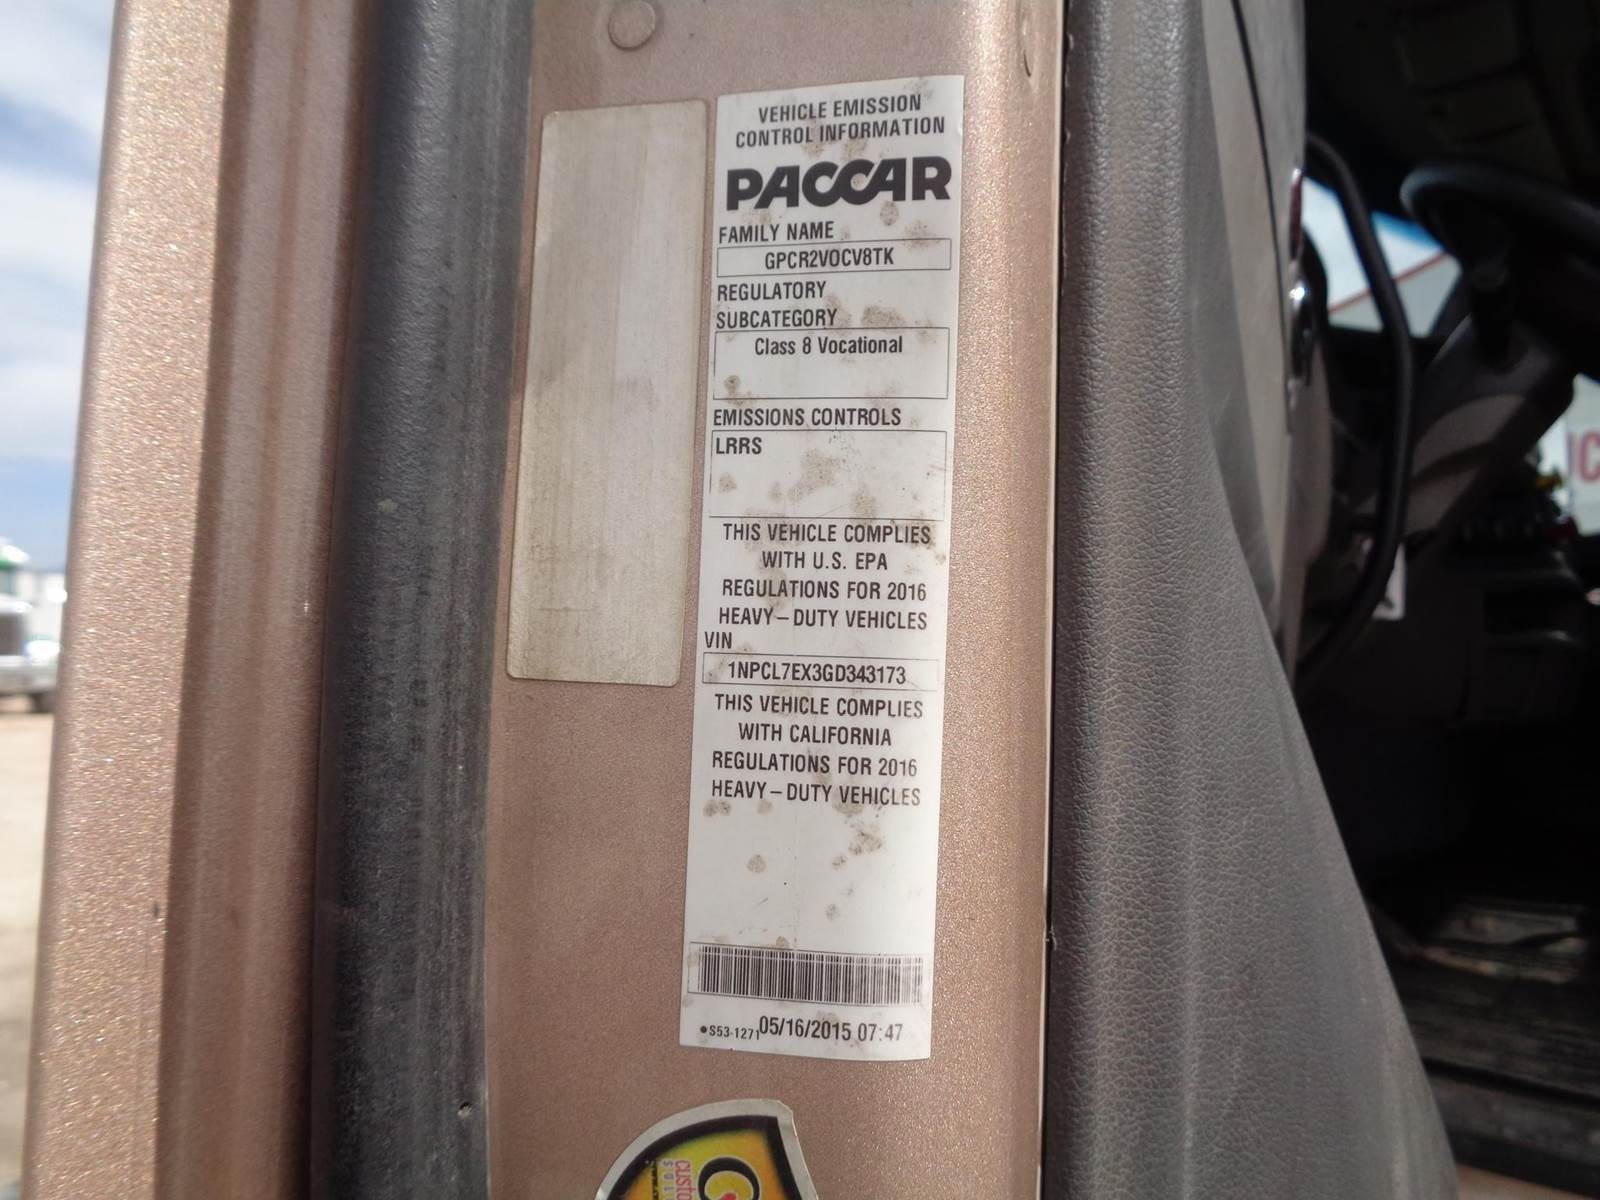 VEHICLE EMISSION
CONTROL INFORMATION
PACCAR
FAMILY NAME
GPCR2VOCV8TK
REGULATORY
SUBCATEGORY
Class 8 Vocational
EMISSIONS CONTROLS
LRRS
THIS VEHICLE COMPLIES
WITH U.S. EPA
REGULATIONS FOR 2016
HEAVY–DUTY VEHICLES
VIN
1NPCL7EX3GD343173
THIS VEHICLE COMPLIES
WITH CALIFORNIA
REGULATIONS FOR 2016
HEAVY–DUTY VEHICLES
•S53-1271 05/16/2015 07:47